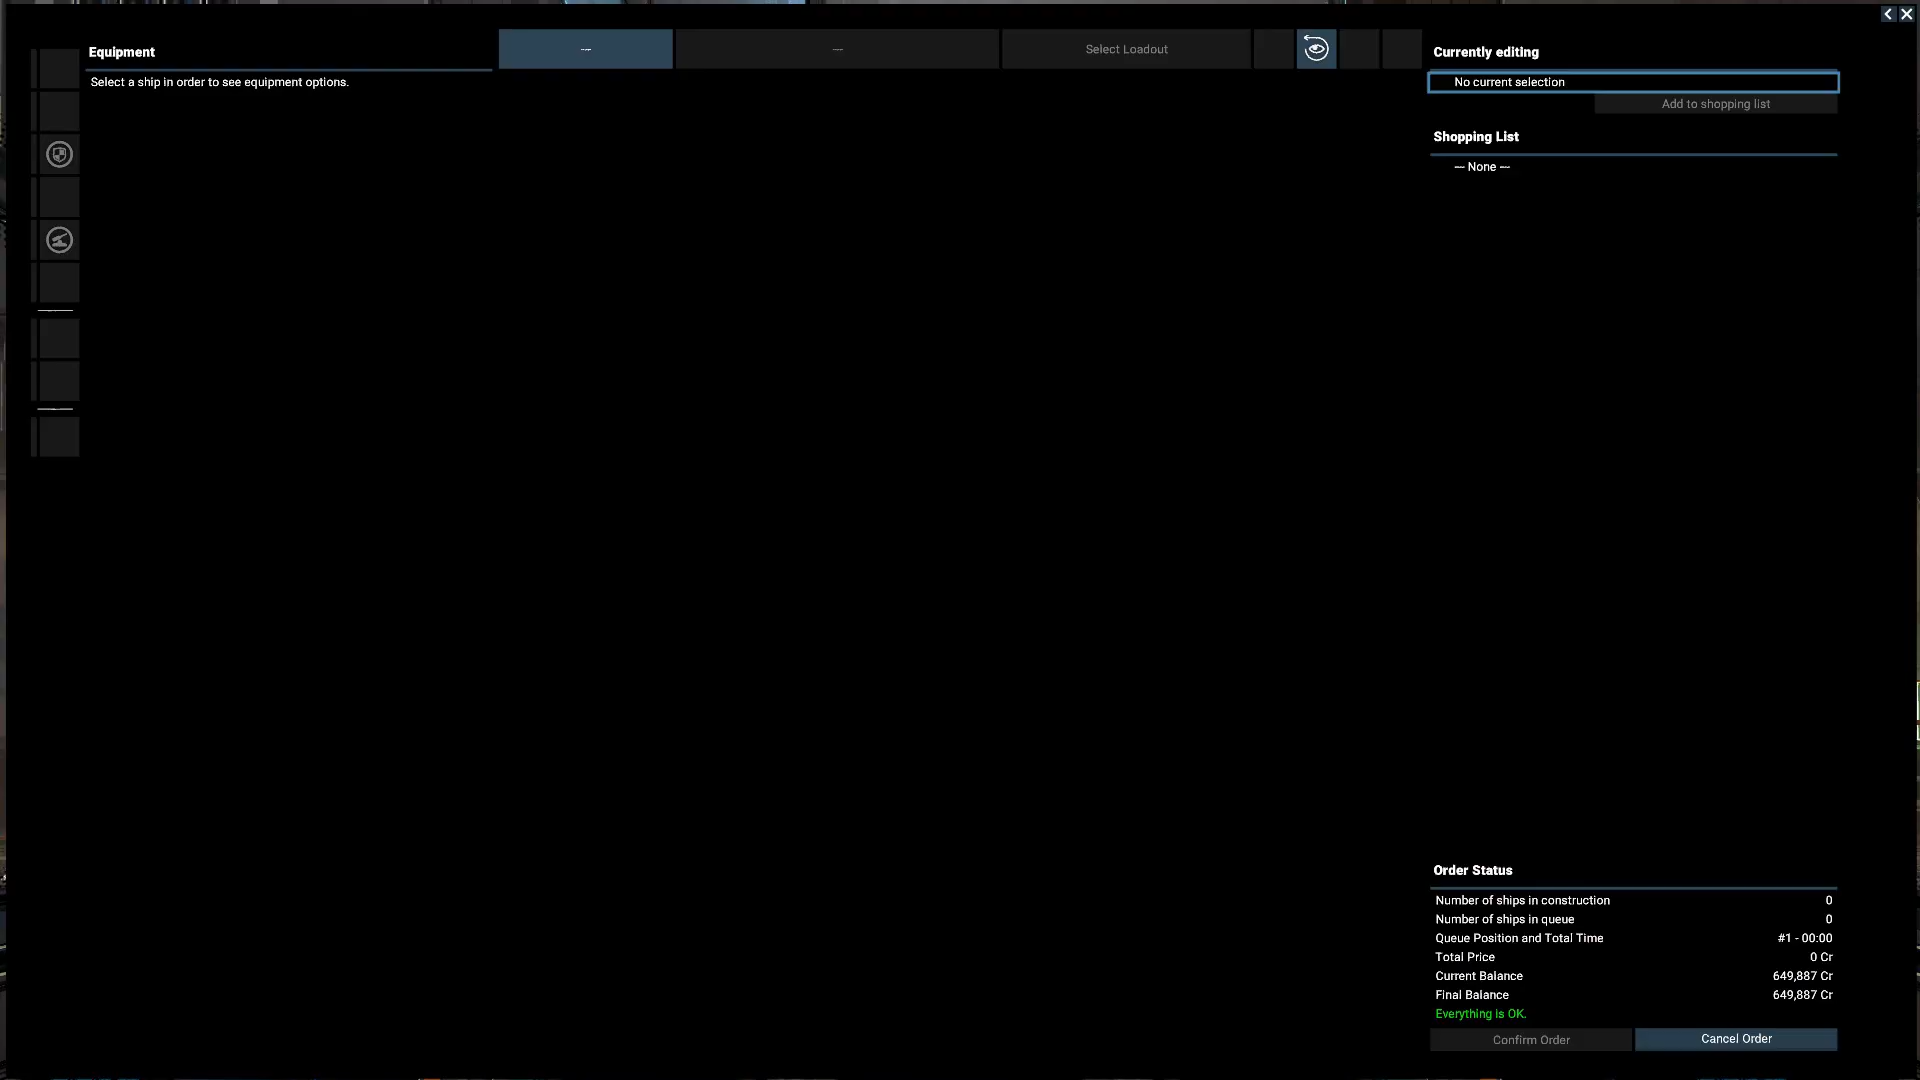 Equipment
Select a ship in order to see equipment options.
---
---
Select Loadout
Currently editing
No current selection
Add to shopping list
Shopping List
--- None ---
Order Status
Number of ships in construction 0
Number of ships in queue 0
Queue Position and Total Time #1 - 00:00
Total Price 0 Cr
Current Balance 649,887 Cr
Final Balance 649,887 Cr
Everything is OK.
Confirm Order
Cancel Order